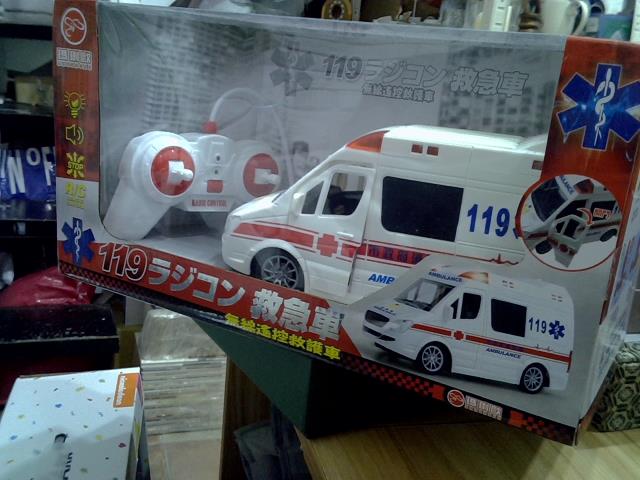 119ラジコン 救急車
無線遙控救護車
STOP
R/C
RADIO CONTROL
119
AMB
119ラジコン 救急車
無線遙控救護車
AMBULANCE
119
AMBULANCE